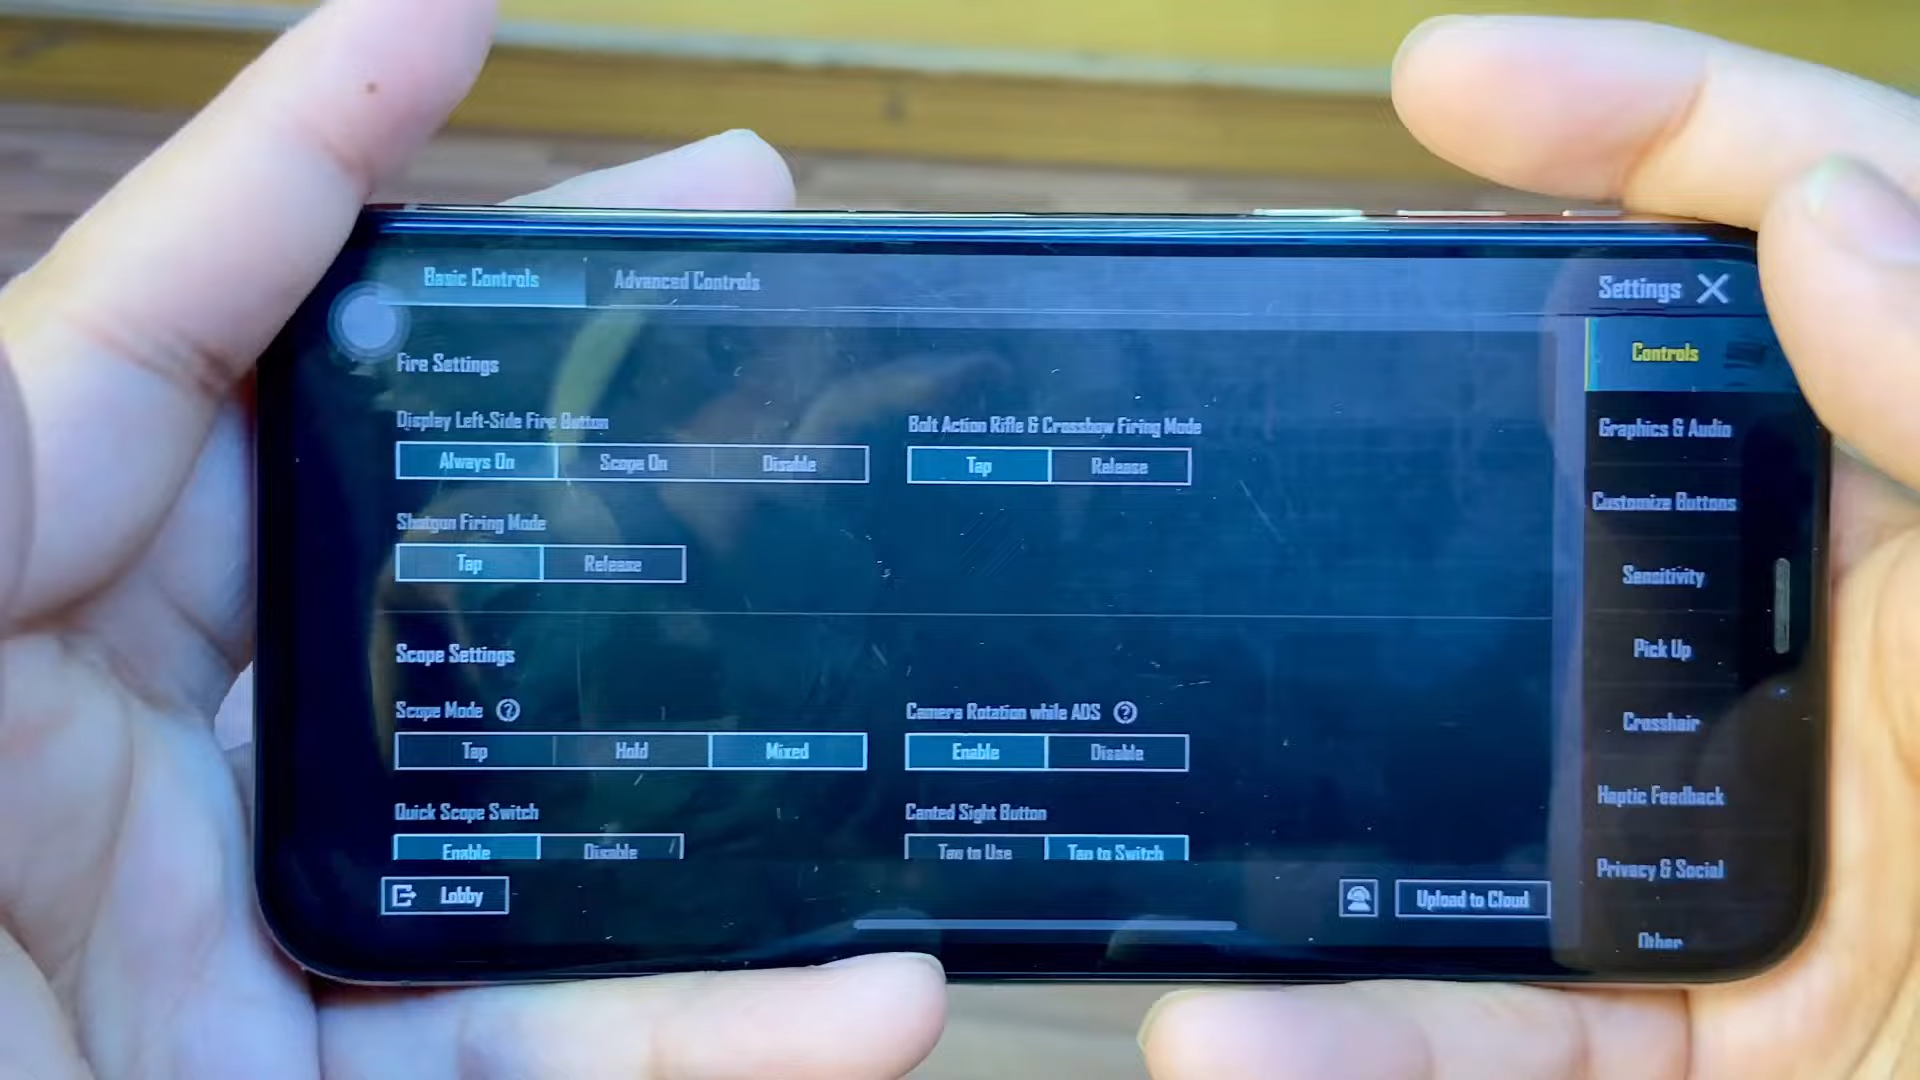 Basic Controls Advanced Controls
Settings
Fire Settings
Display Left-Side Fire Button
Always On Scope On Disable
Bolt Action Rifle & Crossbow Firing Mode
Tap Release
Shotgun Firing Mode
Tap Release
Scope Settings
Scope Mode ?
Tap Hold Mixed
Camera Rotation while ADS ?
Enable Disable
Quick Scope Switch
Enable Disable
Canted Sight Button
Tap to Use Tap to Switch
Lobby
Upload to Cloud
Controls
Graphics & Audio
Customize Buttons
Sensitivity
Pick Up
Crosshair
Haptic Feedback
Privacy & Social
Other